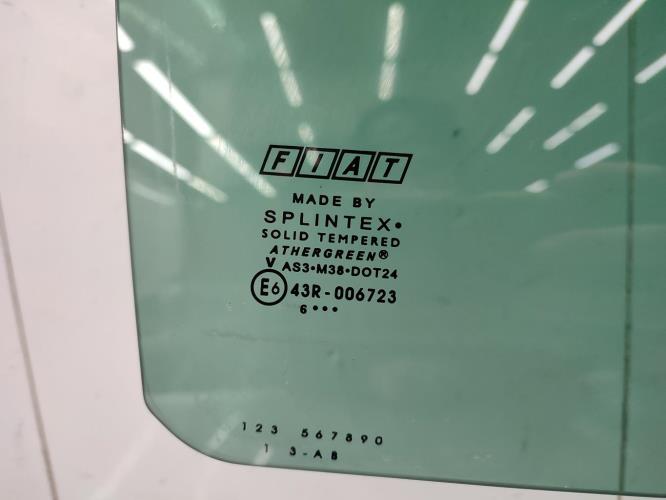 FIAT
MADE BY
SPLINTEX•
SOLID TEMPERED
ATHERGREEN®
V AS3•M38•DOT24
E6 43R-006723
6•••
123 567890
1 3-AB